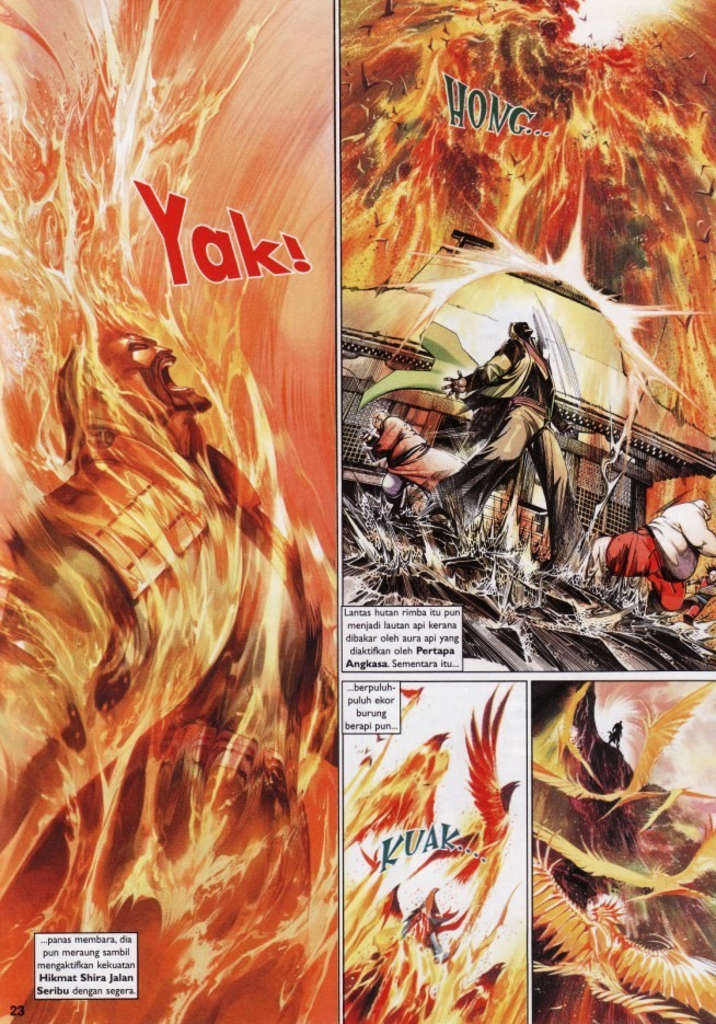 Yak!
...panas membara, dia
pun meraung sambil
mengaktifkan kekuatan
Hikmat Shira Jalan
Seribu dengan segera.
23
HONG...
Lantas hutan rimba itu pun
menjadi lautan api kerana
dibakar oleh aura api yang
diaktifkan oleh Pertapa
Angkasa. Sementara itu...
...berpuluh-
puluh ekor
burung
berapi pun...
KUAK....